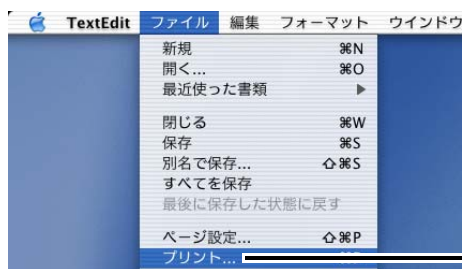 TextEdit ファイル 編集 フォーマット ウインドウ
新規 ⌘N
開く... ⌘O
最近使った書類 ▶
閉じる ⌘W
保存 ⌘S
別名で保存... ⇧⌘S
すべてを保存
最後に保存した状態に戻す
ページ設定... ⇧⌘P
プリント...